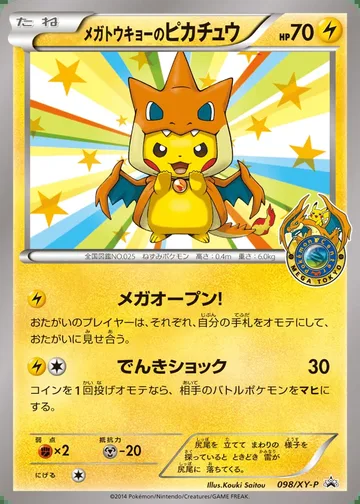 たね
メガトウキョーのピカチュウ HP70
Pokémon Center
MEGA TOKYO
全国図鑑NO.025 ねずみポケモン 高さ:0.4m 重さ:6.0kg
メガオープン!
おたがいのプレイヤーは、それぞれ、自分の手札をオモテにして、
おたがいに見せ合う。
でんきショック 30
コインを1回投げオモテなら、相手のバトルポケモンをマヒに
する。
弱点 ×2 抵抗力 -20
にげる
尻尾を 立てて まわりの 様子を
探っていると ときどき 雷が
尻尾に 落ちてくる。
Illus.Kouki Saitou
098/XY-P
PROMO
©2014 Pokémon/Nintendo/Creatures/GAME FREAK.